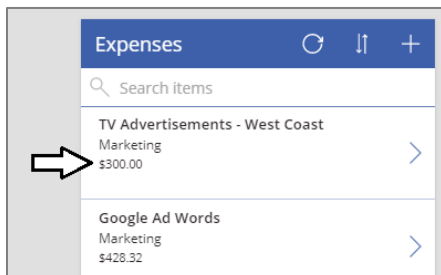 Expenses
Search items
TV Advertisements - West Coast
Marketing
$300.00
Google Ad Words
Marketing
$428.32